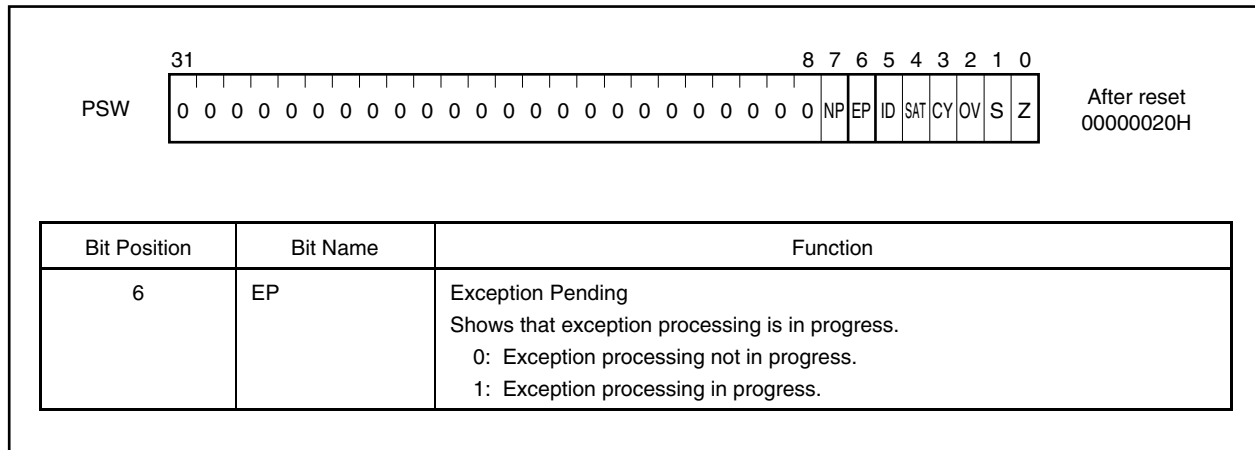 31 8 7 6 5 4 3 2 1 0
PSW 0 0 0 0 0 0 0 0 0 0 0 0 0 0 0 0 0 0 0 0 0 0 0 0 NP EP ID SAT CY OV S Z After reset
00000020H
Bit Position Bit Name Function
6 EP Exception Pending
Shows that exception processing is in progress.
0: Exception processing not in progress.
1: Exception processing in progress.